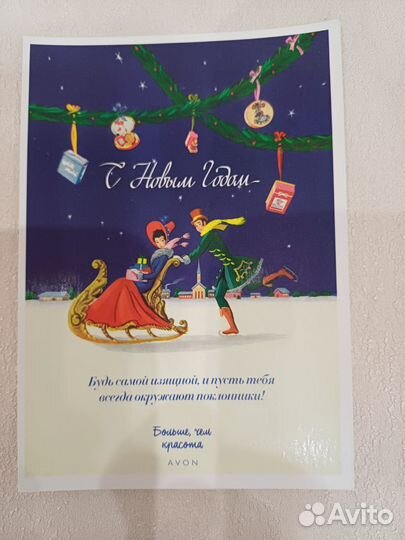 С Новым Годом
Будь самой изящной, и пусть тебя
всегда окружают поклонники!
Больше, чем
красота
AVON
Avito